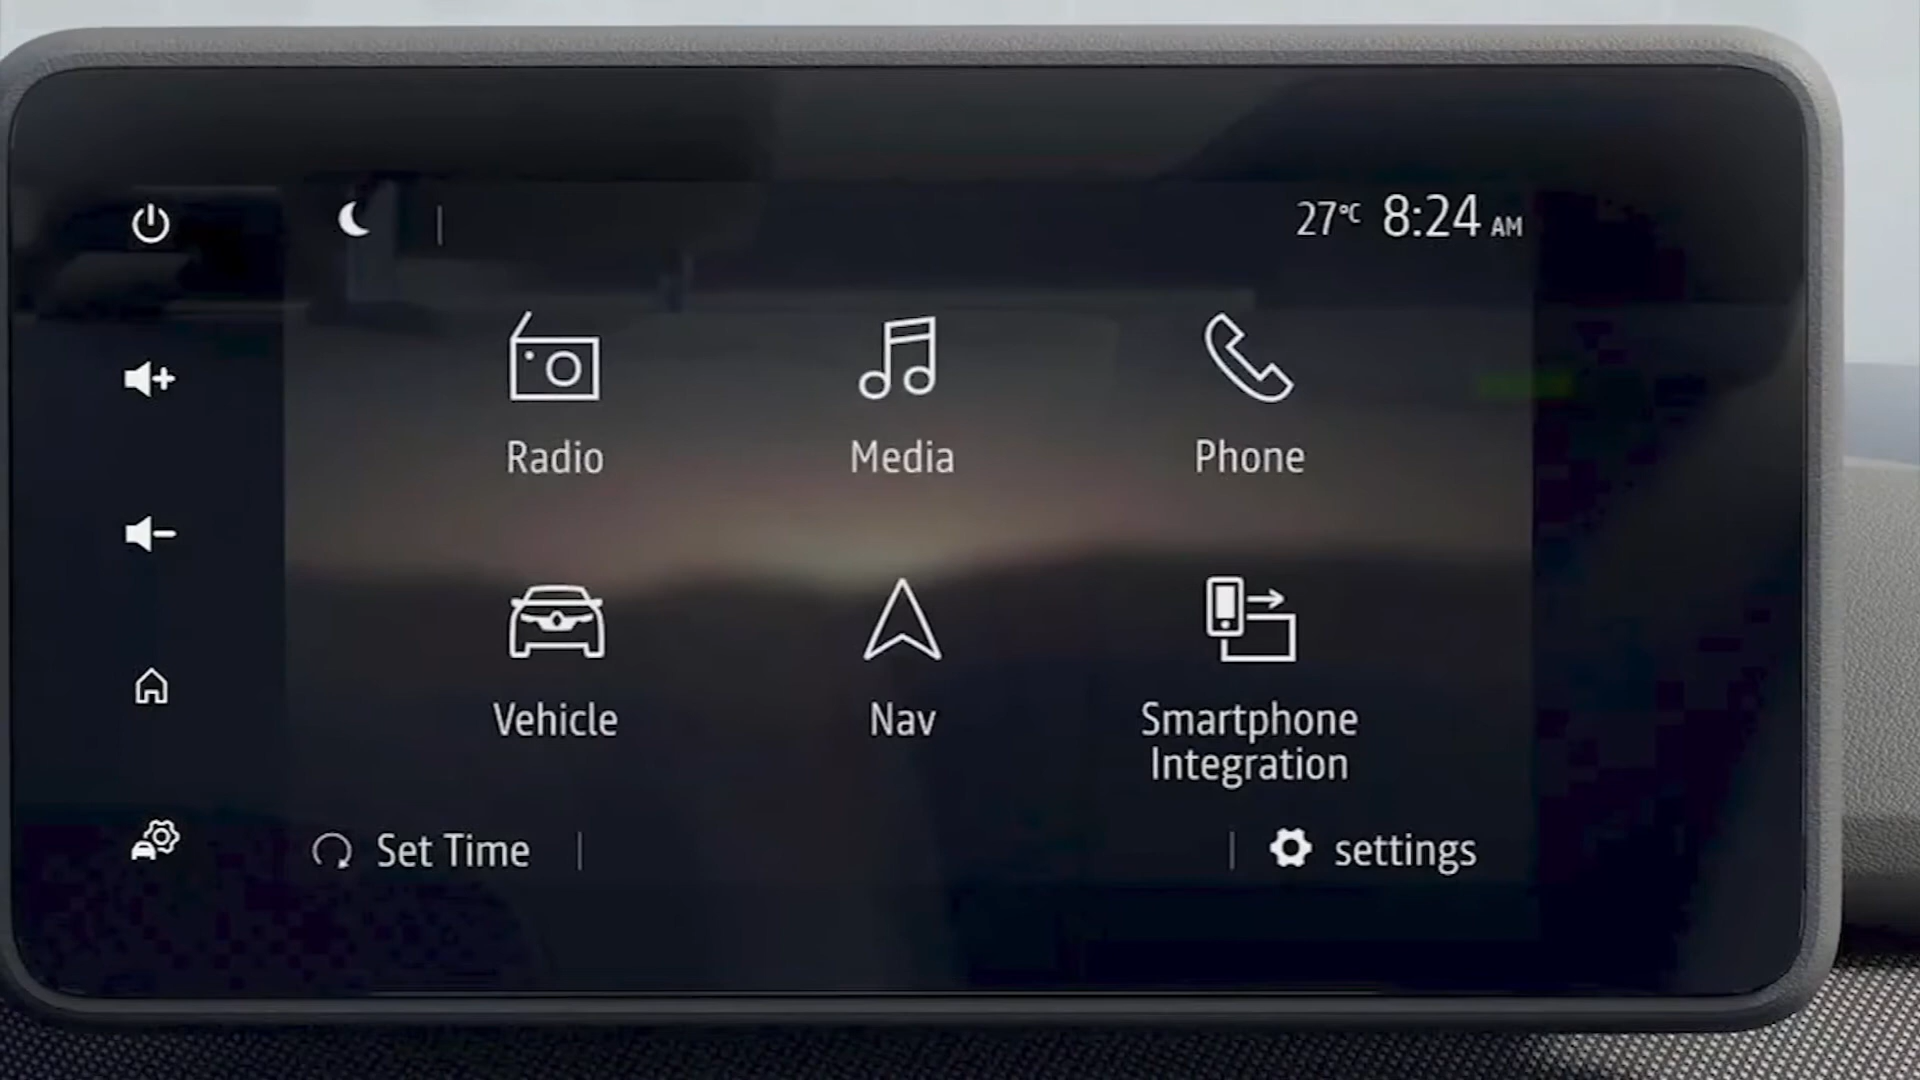 27°C 8:24 AM
Radio
Media
Phone
Vehicle
Nav
Smartphone
Integration
Set Time
settings